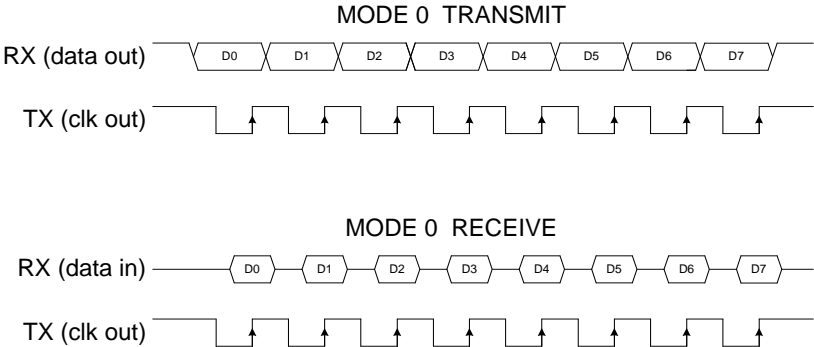 MODE 0 TRANSMIT
RX (data out) D0 D1 D2 D3 D4 D5 D6 D7
TX (clk out)
MODE 0 RECEIVE
RX (data in) D0 D1 D2 D3 D4 D5 D6 D7
TX (clk out)